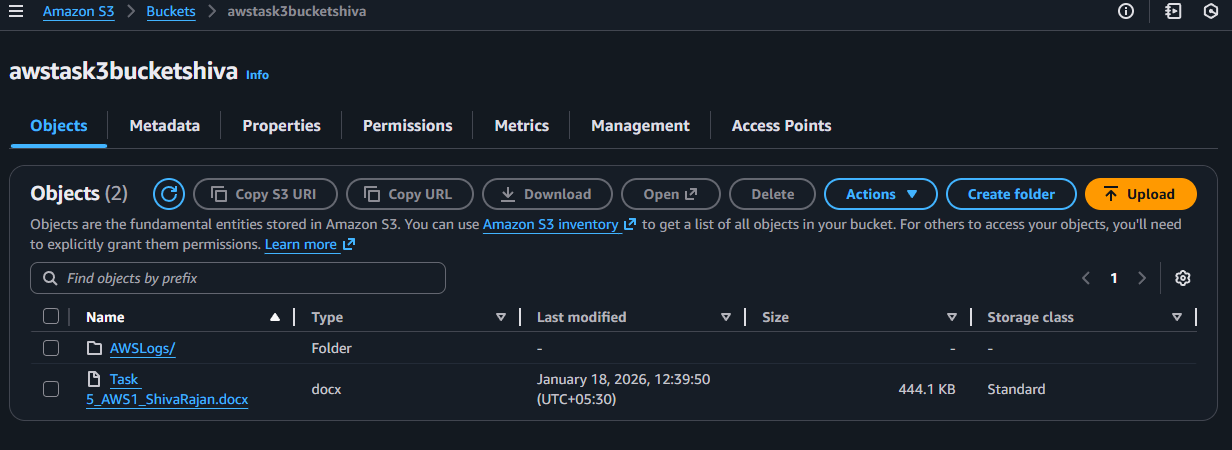 Amazon S3 > Buckets > awstask3bucketshiva
awstask3bucketshiva Info
Objects Metadata Properties Permissions Metrics Management Access Points
Objects (2) Copy S3 URI Copy URL Download Open Delete Actions Create folder Upload
Objects are the fundamental entities stored in Amazon S3. You can use Amazon S3 inventory to get a list of all objects in your bucket. For others to access your objects, you'll need
to explicitly grant them permissions. Learn more
Find objects by prefix 1
Name Type Last modified Size Storage class
AWSLogs/ Folder - - -
Task
5_AWS1_ShivaRajan.docx docx January 18, 2026, 12:39:50
(UTC+05:30) 444.1 KB Standard